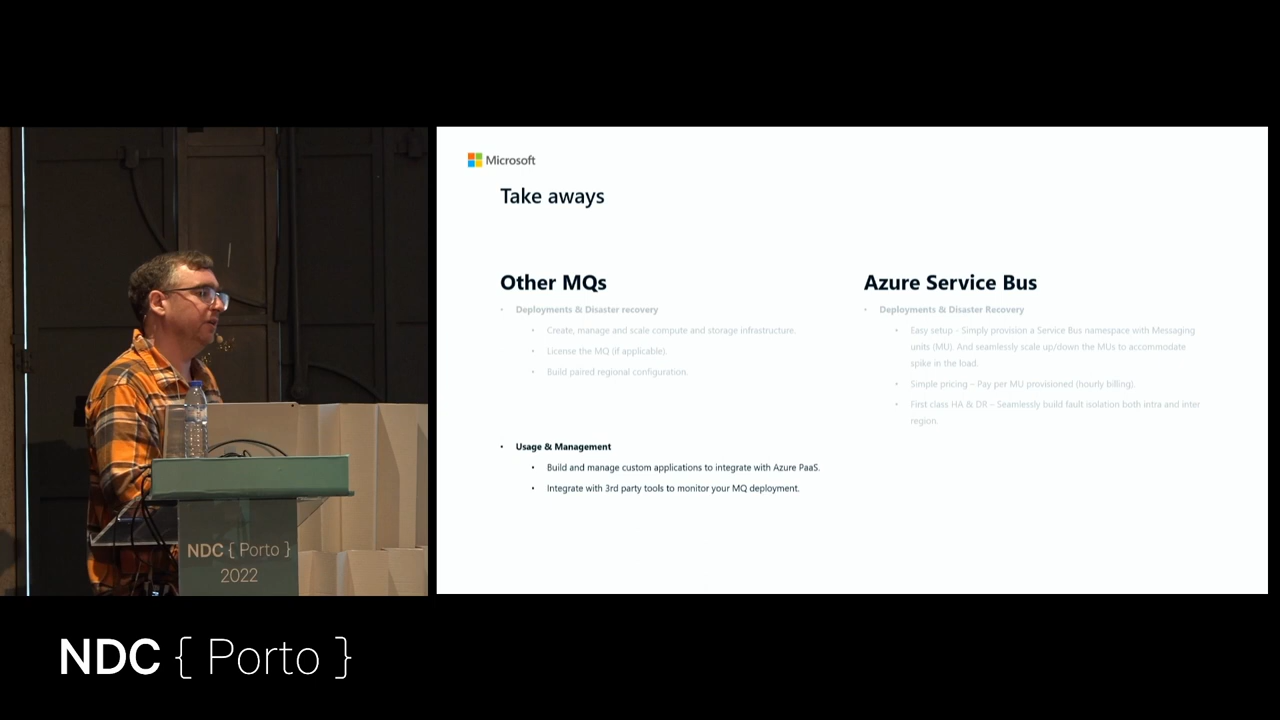 Microsoft
Take aways
Other MQs
• Deployments & Disaster recovery
• Create, manage and scale compute and storage infrastructure.
• License the MQ (if applicable).
• Build paired regional configuration.
• Usage & Management
• Build and manage custom applications to integrate with Azure PaaS.
• Integrate with 3rd party tools to monitor your MQ deployment.
Azure Service Bus
• Deployments & Disaster Recovery
• Easy setup - Simply provision a Service Bus namespace with Messaging
units (MU). And seamlessly scale up/down the MUs to accommodate
spike in the load.
• Simple pricing – Pay per MU provisioned (hourly billing).
• First class HA & DR – Seamlessly build fault isolation both intra and inter
region.
NDC { Porto }
2022
NDC { Porto }